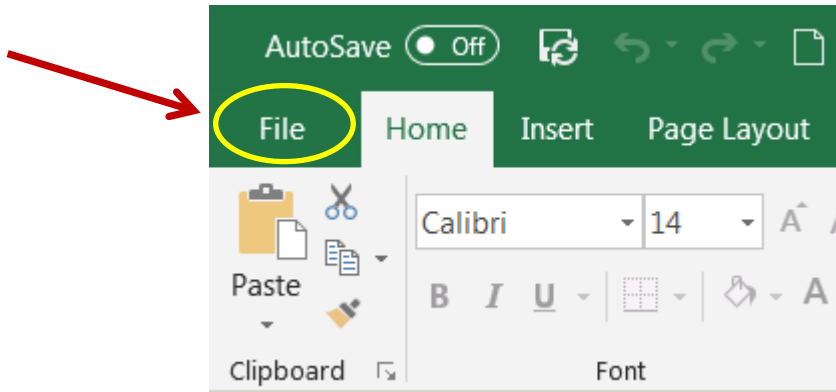 AutoSave Off
File Home Insert Page Layout
Calibri 14 A
Paste B I U A
Clipboard Font